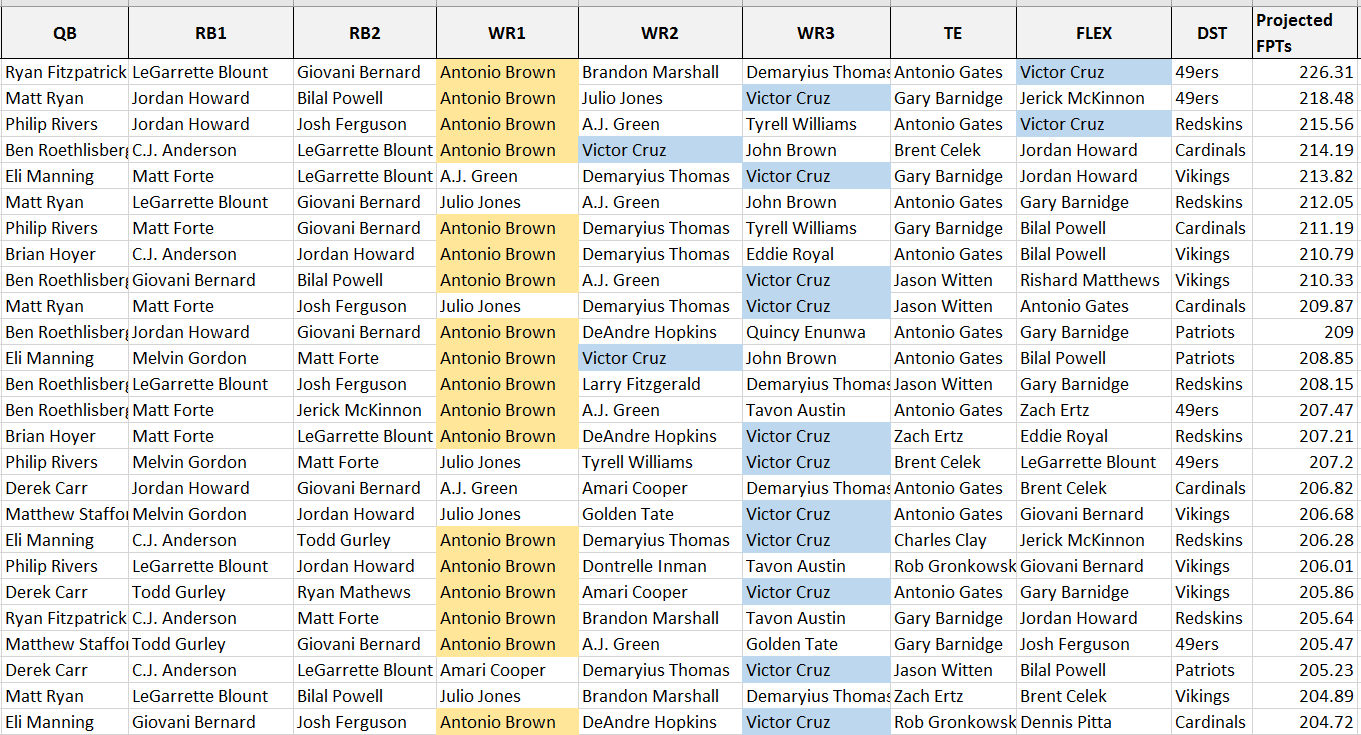 QB RB1 RB2 WR1 WR2 WR3 TE FLEX DST Projected FPTs
Ryan Fitzpatrick LeGarrette Blount Giovani Bernard Antonio Brown Brandon Marshall Demaryius Thomas Antonio Gates Victor Cruz 49ers 226.31
Matt Ryan Jordan Howard Bilal Powell Antonio Brown Julio Jones Victor Cruz Gary Barnidge Jerick McKinnon 49ers 218.48
Philip Rivers Jordan Howard Josh Ferguson Antonio Brown A.J. Green Tyrell Williams Antonio Gates Victor Cruz Redskins 215.56
Ben Roethlisberg C.J. Anderson LeGarrette Blount Antonio Brown Victor Cruz John Brown Brent Celek Jordan Howard Cardinals 214.19
Eli Manning Matt Forte LeGarrette Blount A.J. Green Demaryius Thomas Victor Cruz Gary Barnidge Jordan Howard Vikings 213.82
Matt Ryan LeGarrette Blount Giovani Bernard Julio Jones A.J. Green John Brown Antonio Gates Gary Barnidge Redskins 212.05
Philip Rivers Matt Forte Giovani Bernard Antonio Brown Demaryius Thomas Tyrell Williams Gary Barnidge Bilal Powell Cardinals 211.19
Brian Hoyer C.J. Anderson Jordan Howard Antonio Brown Demaryius Thomas Eddie Royal Antonio Gates Bilal Powell Vikings 210.79
Ben Roethlisberg Giovani Bernard Bilal Powell Antonio Brown A.J. Green Victor Cruz Jason Witten Rishard Matthews Vikings 210.33
Matt Ryan Matt Forte Josh Ferguson Julio Jones Demaryius Thomas Victor Cruz Jason Witten Antonio Gates Cardinals 209.87
Ben Roethlisberg Jordan Howard Giovani Bernard Antonio Brown DeAndre Hopkins Quincy Enunwa Antonio Gates Gary Barnidge Patriots 209
Eli Manning Melvin Gordon Matt Forte Antonio Brown Victor Cruz John Brown Antonio Gates Bilal Powell Patriots 208.85
Ben Roethlisberg LeGarrette Blount Josh Ferguson Antonio Brown Larry Fitzgerald Demaryius Thomas Jason Witten Gary Barnidge Redskins 208.15
Ben Roethlisberg Matt Forte Jerick McKinnon Antonio Brown A.J. Green Tavon Austin Antonio Gates Zach Ertz 49ers 207.47
Brian Hoyer Matt Forte LeGarrette Blount Antonio Brown DeAndre Hopkins Victor Cruz Zach Ertz Eddie Royal Redskins 207.21
Philip Rivers Melvin Gordon Matt Forte Julio Jones Tyrell Williams Victor Cruz Brent Celek LeGarrette Blount 49ers 207.2
Derek Carr Jordan Howard Giovani Bernard A.J. Green Amari Cooper Demaryius Thomas Antonio Gates Brent Celek Cardinals 206.82
Matthew Staffor Melvin Gordon Jordan Howard Julio Jones Golden Tate Victor Cruz Antonio Gates Giovani Bernard Vikings 206.68
Eli Manning C.J. Anderson Todd Gurley Antonio Brown Demaryius Thomas Victor Cruz Charles Clay Jerick McKinnon Redskins 206.28
Philip Rivers LeGarrette Blount Jordan Howard Antonio Brown Dontrelle Inman Tavon Austin Rob Gronkowsk Giovani Bernard Vikings 206.01
Derek Carr Todd Gurley Ryan Mathews Antonio Brown Amari Cooper Victor Cruz Antonio Gates Gary Barnidge Vikings 205.86
Ryan Fitzpatrick C.J. Anderson Matt Forte Antonio Brown Brandon Marshall Tavon Austin Gary Barnidge Jordan Howard Redskins 205.64
Matthew Staffor Todd Gurley Giovani Bernard Antonio Brown A.J. Green Golden Tate Gary Barnidge Josh Ferguson 49ers 205.47
Derek Carr C.J. Anderson LeGarrette Blount Amari Cooper Demaryius Thomas Victor Cruz Jason Witten Bilal Powell Patriots 205.23
Matt Ryan LeGarrette Blount Bilal Powell Julio Jones Brandon Marshall Demaryius Thomas Zach Ertz Brent Celek Vikings 204.89
Eli Manning Giovani Bernard Josh Ferguson Antonio Brown DeAndre Hopkins Victor Cruz Rob Gronkowsk Dennis Pitta Cardinals 204.72